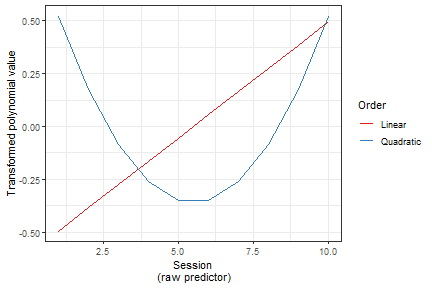 0.50
0.25
0.00
-0.25
-0.50
Transformed polynomial value
2.5
5.0
7.5
10.0
Session
(raw predictor)
Order
Linear
Quadratic